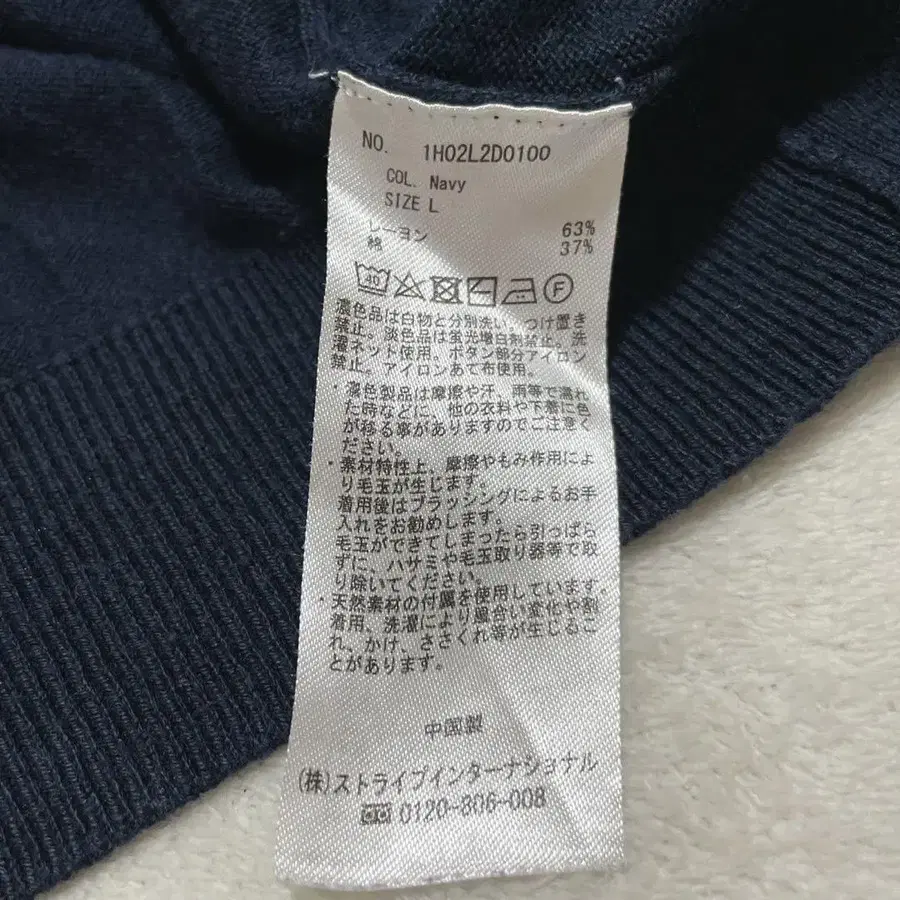 NO. 1H02L2D0100
COL. Navy
SIZE L
レーヨン 63%
綿 37%
40 F
濃色品は白物と分別洗い。つけ置き
禁止。淡色品は蛍光増白剤禁止。洗
濯ネット使用。ボタン部分アイロン
禁止。アイロンあて布使用。
・濃色製品は摩擦や汗、雨等で濡れ
た時などに、他の衣料や下着に色
が移る事がありますのでご注意く
ださい。
・素材特性上、摩擦やもみ作用によ
り毛玉が生じます。
着用後はブラッシングによるお手
入れをお勧めします。
毛玉ができてしまったら引っぱら
ずに、ハサミや毛玉取り器等で取
り除いてください。
・天然素材の付属を使用しています
着用、洗濯により風合い変化や割
れ、かけ、ささくれ等が生じるこ
とがあります。
中国製
(株)ストライプインターナショナル
0120-806-008